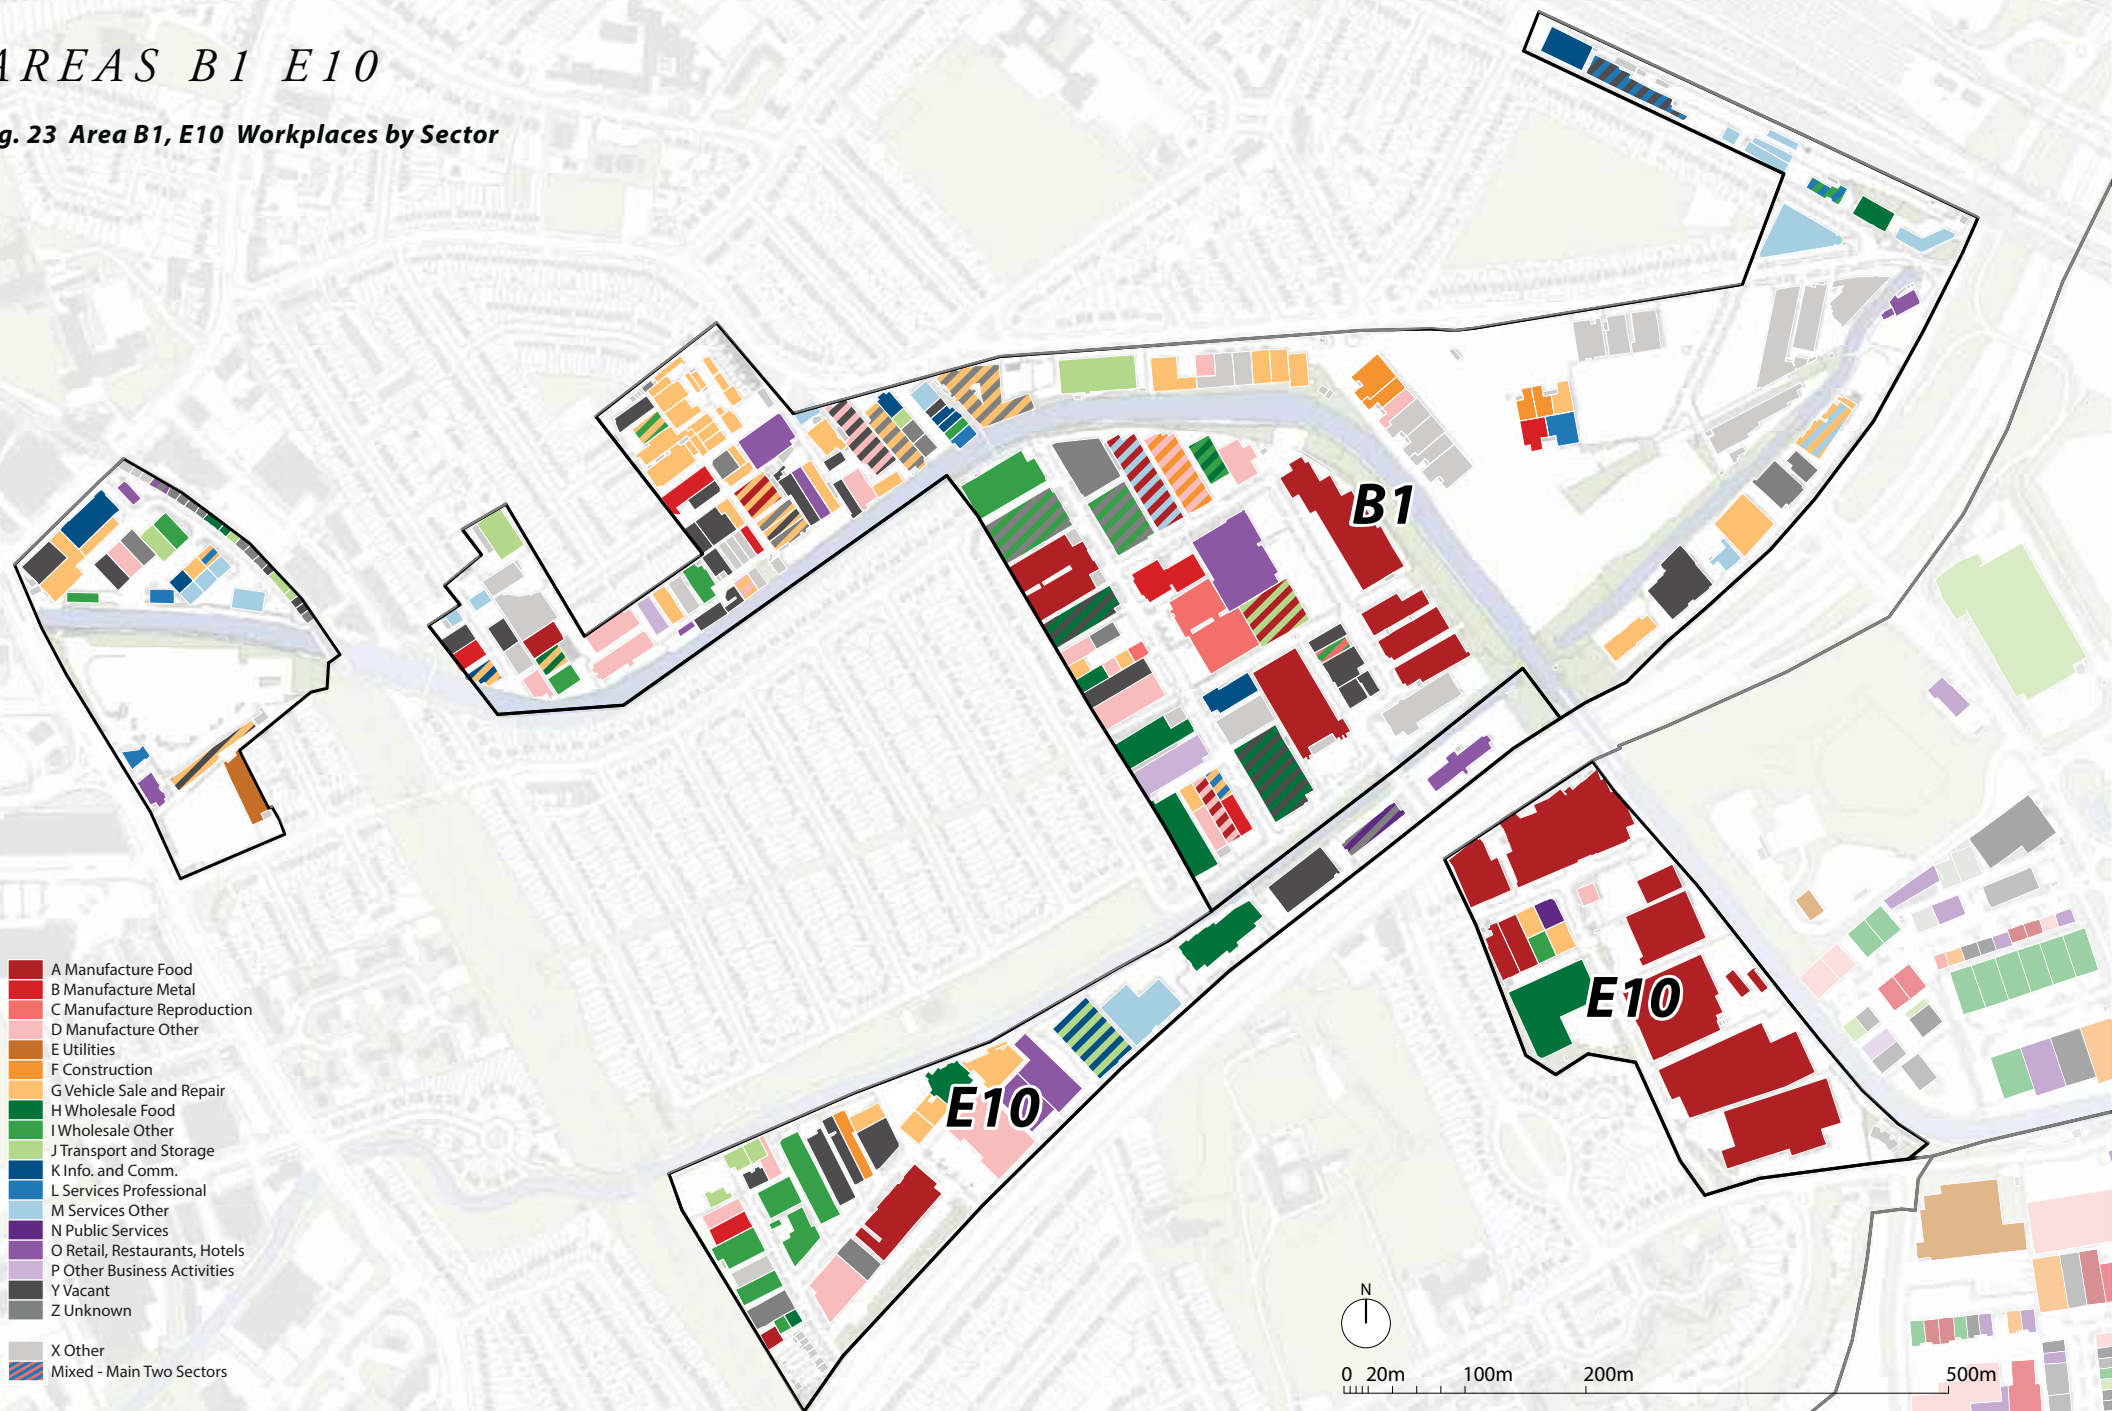 AREAS B1 E10
g. 23 Area B1, E10 Workplaces by Sector
B1
E10
E10
A Manufacture Food
B Manufacture Metal
C Manufacture Reproduction
D Manufacture Other
E Utilities
F Construction
G Vehicle Sale and Repair
H Wholesale Food
I Wholesale Other
J Transport and Storage
K Info. and Comm.
L Services Professional
M Services Other
N Public Services
O Retail, Restaurants, Hotels
P Other Business Activities
Y Vacant
Z Unknown
X Other
Mixed - Main Two Sectors
N
0 20m 100m 200m 500m